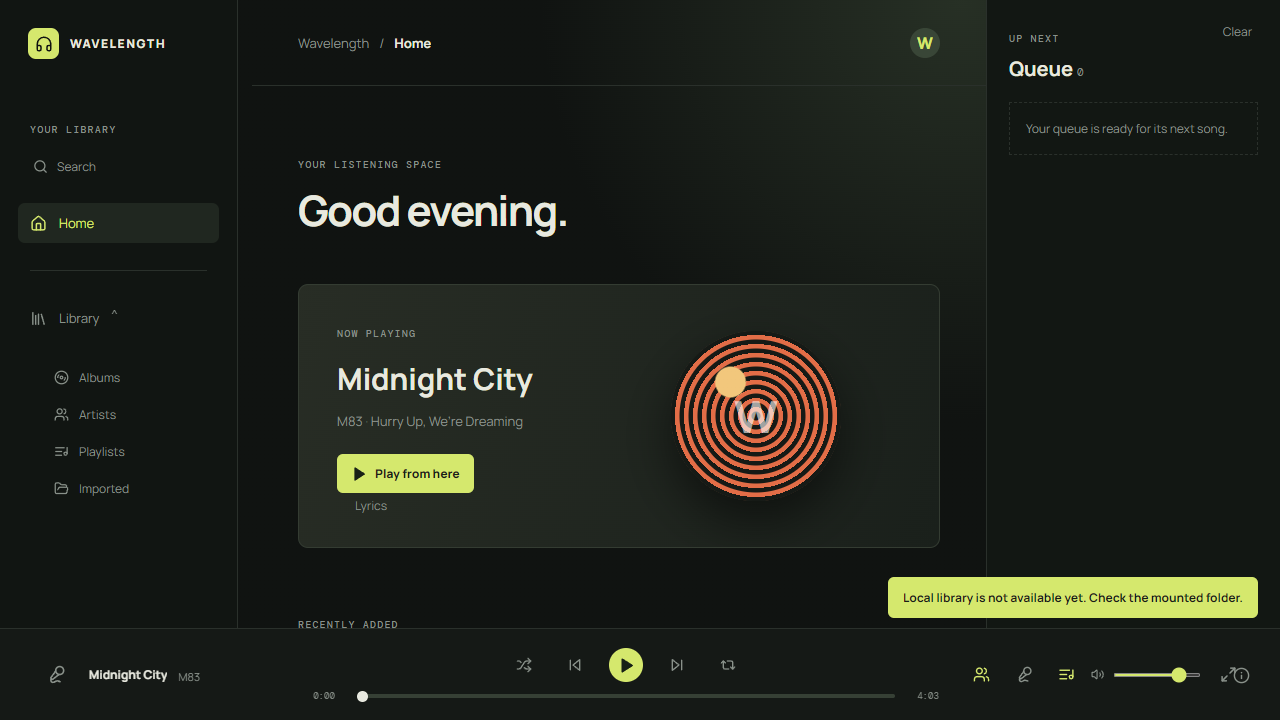 WAVELENGTH
YOUR LIBRARY
Search
Home
Library ^
Albums
Artists
Playlists
Imported
Wavelength / Home
W
YOUR LISTENING SPACE
Good evening.
NOW PLAYING
Midnight City
M83 · Hurry Up, We're Dreaming
Play from here
Lyrics
W
RECENTLY ADDED
UP NEXT
Clear
Queue 0
Your queue is ready for its next song.
Local library is not available yet. Check the mounted folder.
Midnight City M83
0:00
4:03